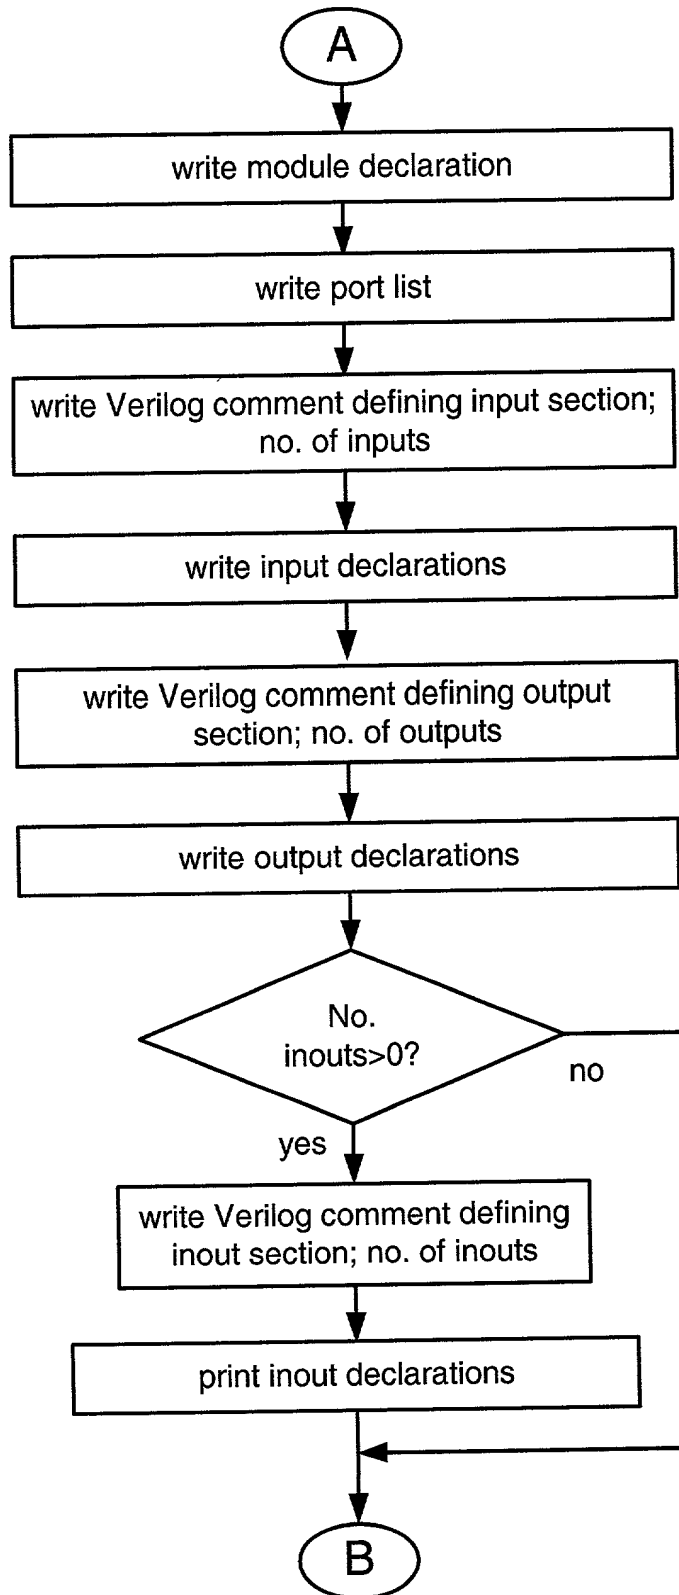 A
write module declaration
write port list
write Verilog comment defining input section;
no. of inputs
write input declarations
write Verilog comment defining output
section; no. of outputs
write output declarations
No.
inouts>0?
no
yes
write Verilog comment defining
inout section; no. of inouts
print inout declarations
B